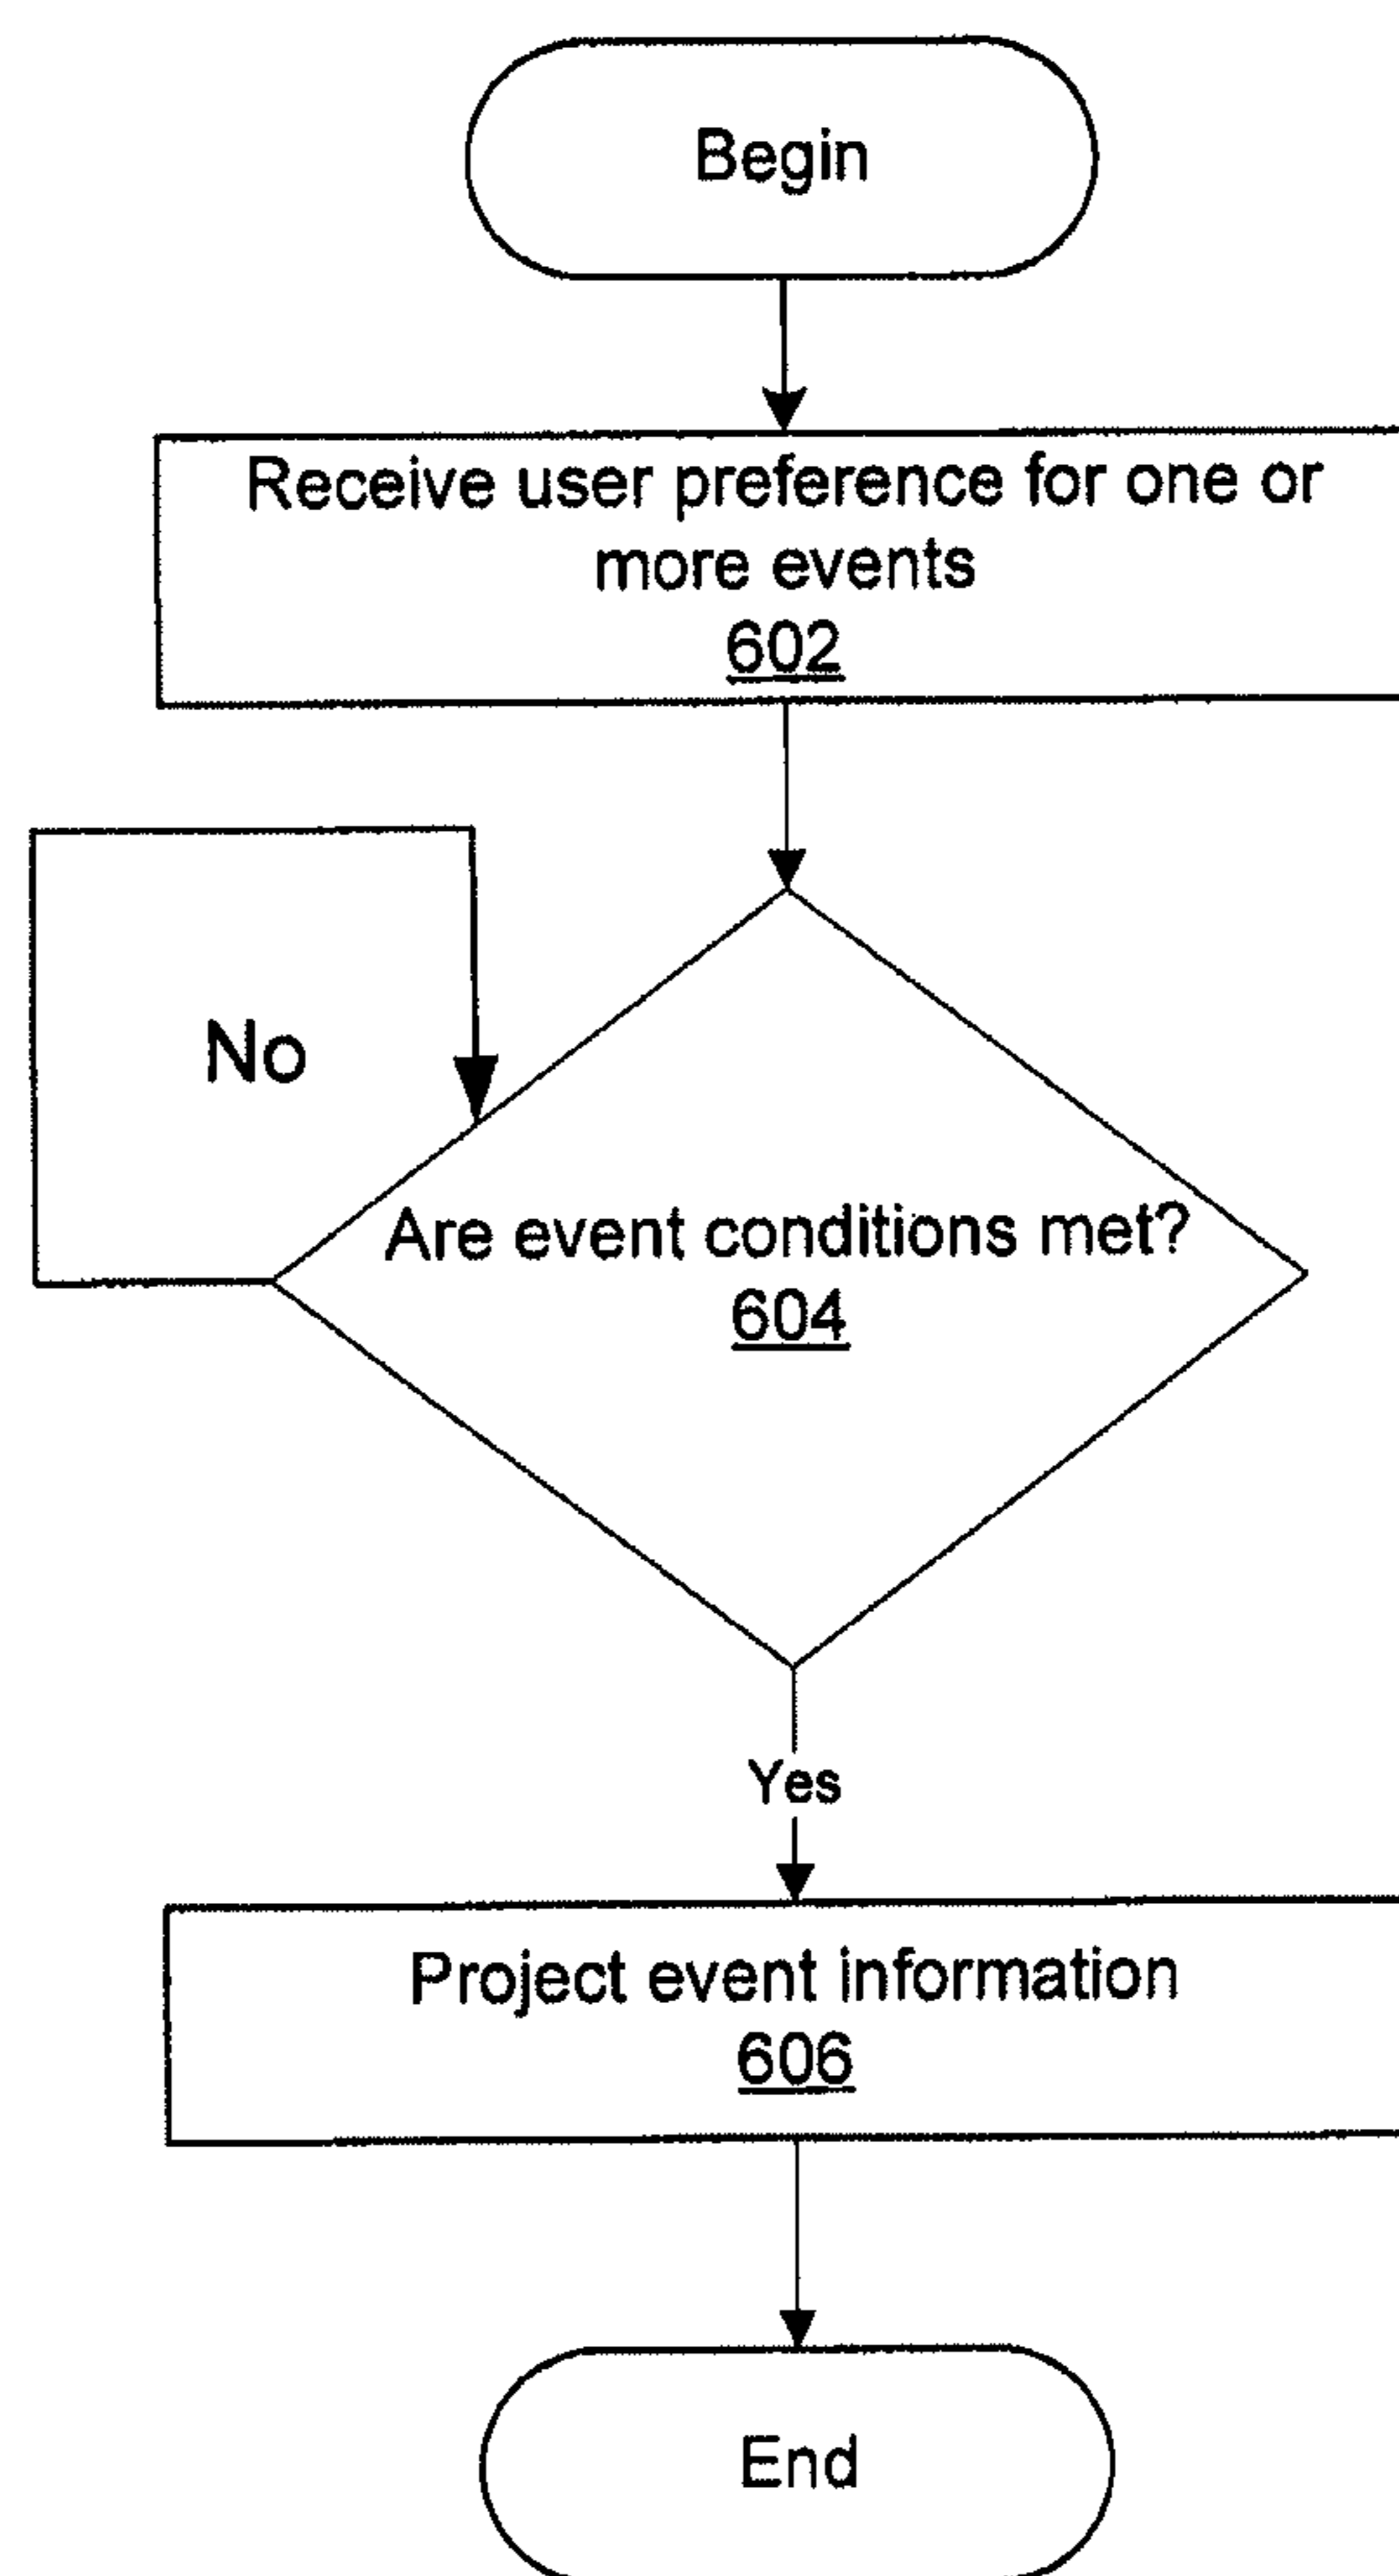 Begin
Receive user preference for one or
more events
602
No
Are event conditions met?
604
Yes
Project event information
606
End